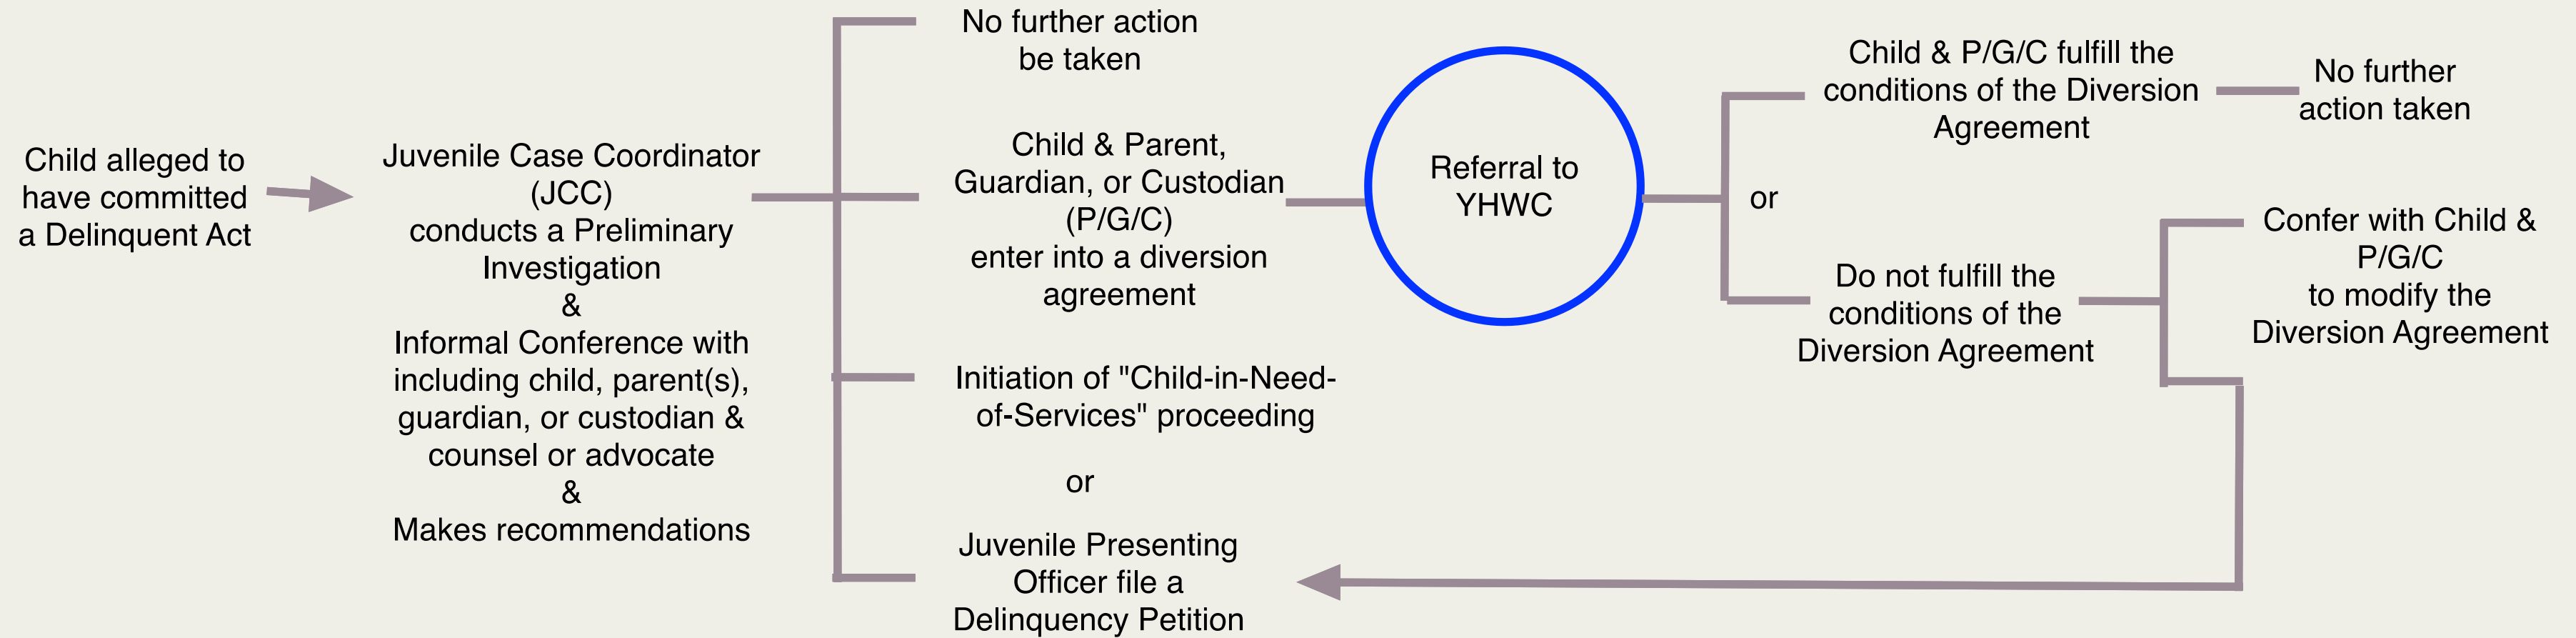 Child alleged to
have committed
a Delinquent Act
Juvenile Case Coordinator
(JCC)
conducts a Preliminary
Investigation
&
Informal Conference with
including child, parent(s),
guardian, or custodian &
counsel or advocate
&
Makes recommendations
No further action
be taken
Child & Parent,
Guardian, or Custodian
(P/G/C)
enter into a diversion
agreement
Initiation of "Child-in-Need-
of-Services" proceeding
or
Juvenile Presenting
Officer file a
Delinquency Petition
Referral to
YHWC
Child & P/G/C fulfill the
conditions of the Diversion
Agreement
or
Do not fulfill the
conditions of the
Diversion Agreement
No further
action taken
Confer with Child &
P/G/C
to modify the
Diversion Agreement